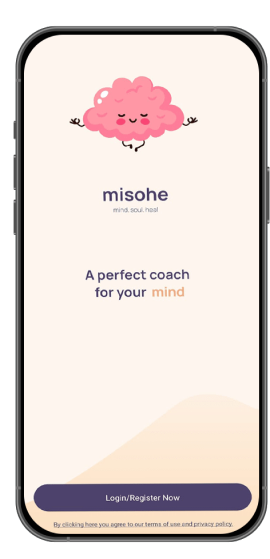 misohe
mind. soul. heal
A perfect coach
for your mind
Login/Register Now
By clicking here you agree to our terms of use and privacy policy.